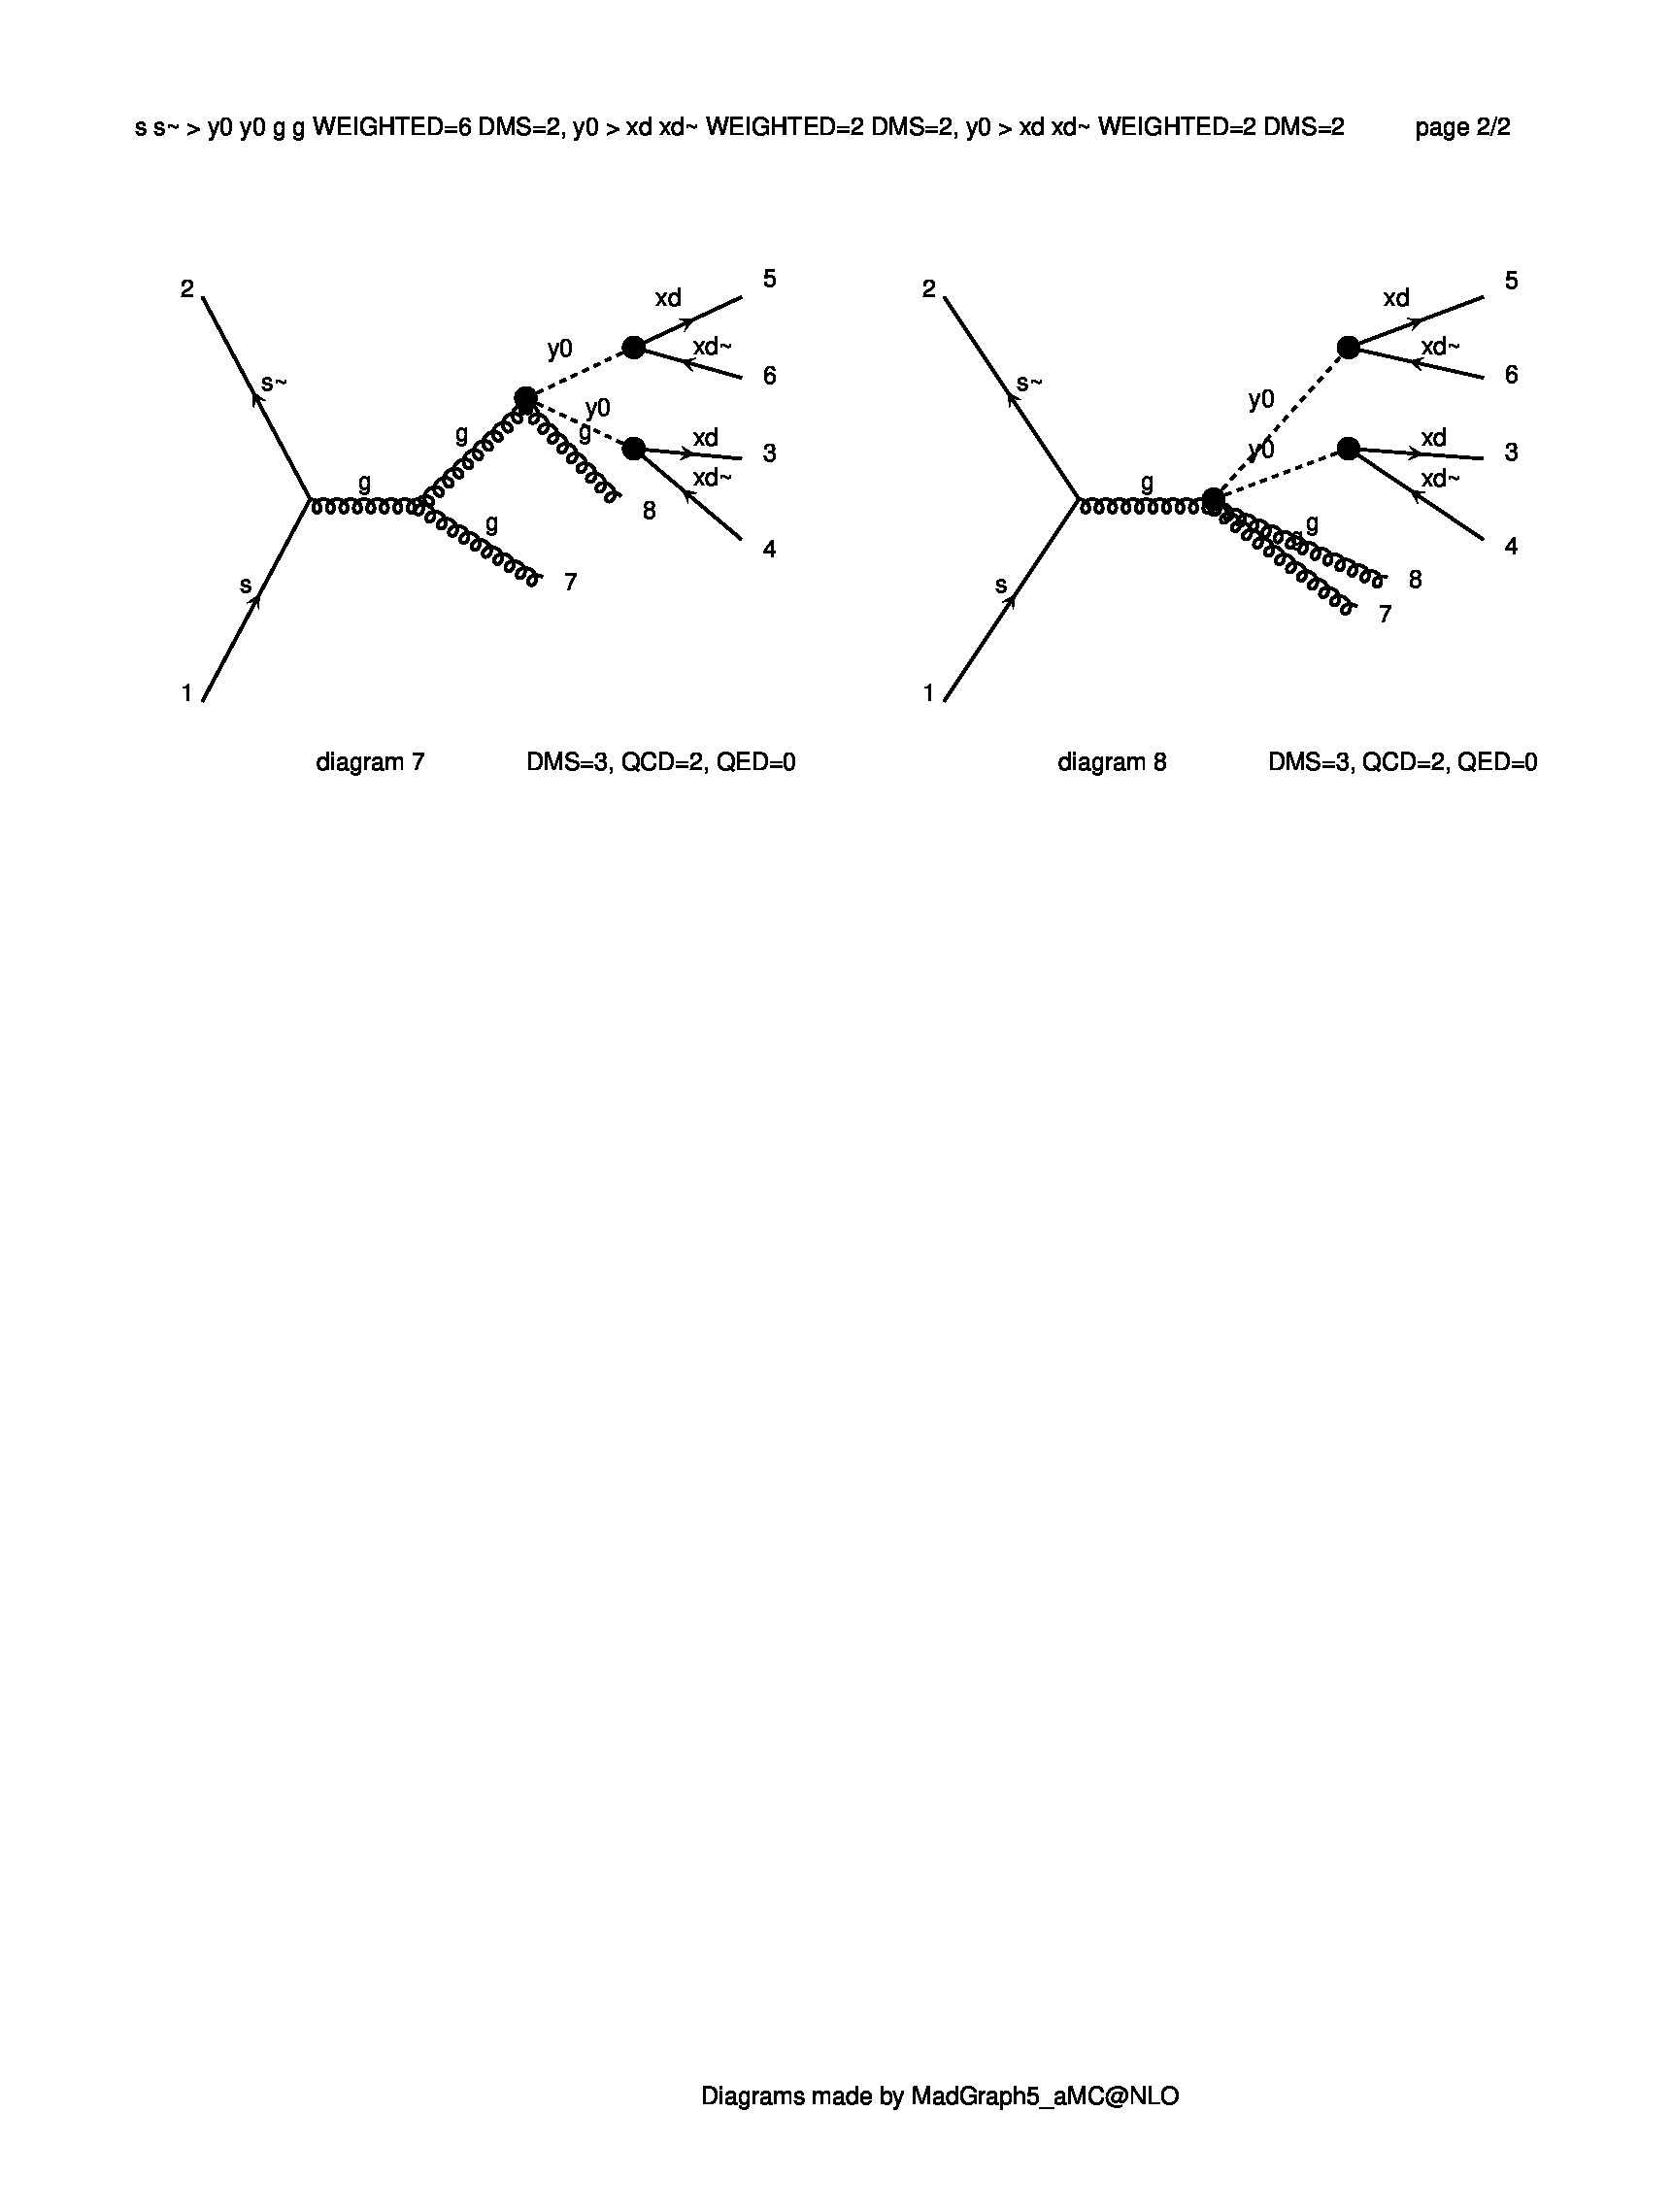 s s~ > y0 y0 g g WEIGHTED=6 DMS=2, y0 > xd xd~ WEIGHTED=2 DMS=2, y0 > xd xd~ WEIGHTED=2 DMS=2 page 2/2
2
s~
s
1
g
g
g
7
y0
y0
g
8
xd
5
xd~
6
xd
3
xd~
4
diagram 7 DMS=3, QCD=2, QED=0
2
s~
s
1
g
y0
y0
g
g
8
7
xd
5
xd~
6
xd
3
xd~
4
diagram 8 DMS=3, QCD=2, QED=0
Diagrams made by MadGraph5_aMC@NLO